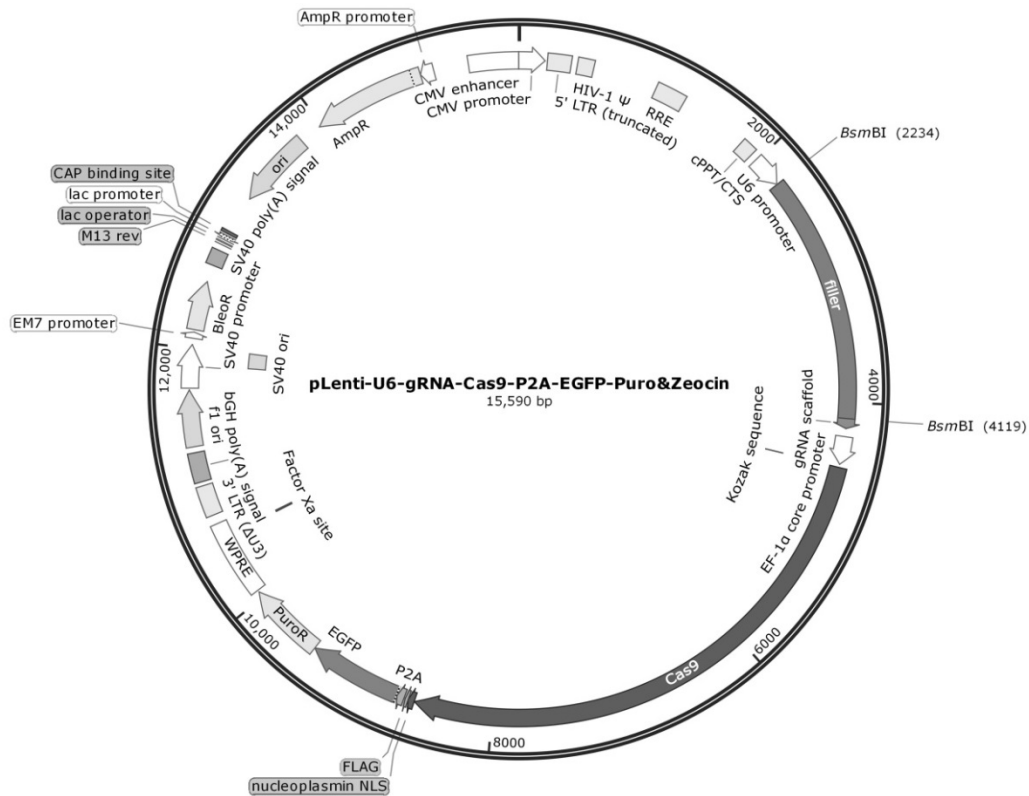 AmpR promoter
CMV enhancer
CMV promoter
HIV-1 Ψ
5' LTR (truncated)
RRE
2000
cPPT/CTS
U6 promoter
BsmBI (2234)
filler
4000
BsmBI (4119)
gRNA scaffold
EF-1α core promoter
Kozak sequence
pLenti-U6-gRNA-Cas9-P2A-EGFP-Puro&Zeocin
15,590 bp
6000
Cas9
8000
P2A
FLAG
nucleoplasmin NLS
EGFP
PuroR
10,000
WPRE
Factor Xa site
3' LTR (ΔU3)
bGH poly(A) signal
f1 ori
12,000
SV40 ori
SV40 promoter
EM7 promoter
BleoR
SV40 poly(A) signal
M13 rev
lac operator
lac promoter
CAP binding site
ori
14,000
AmpR